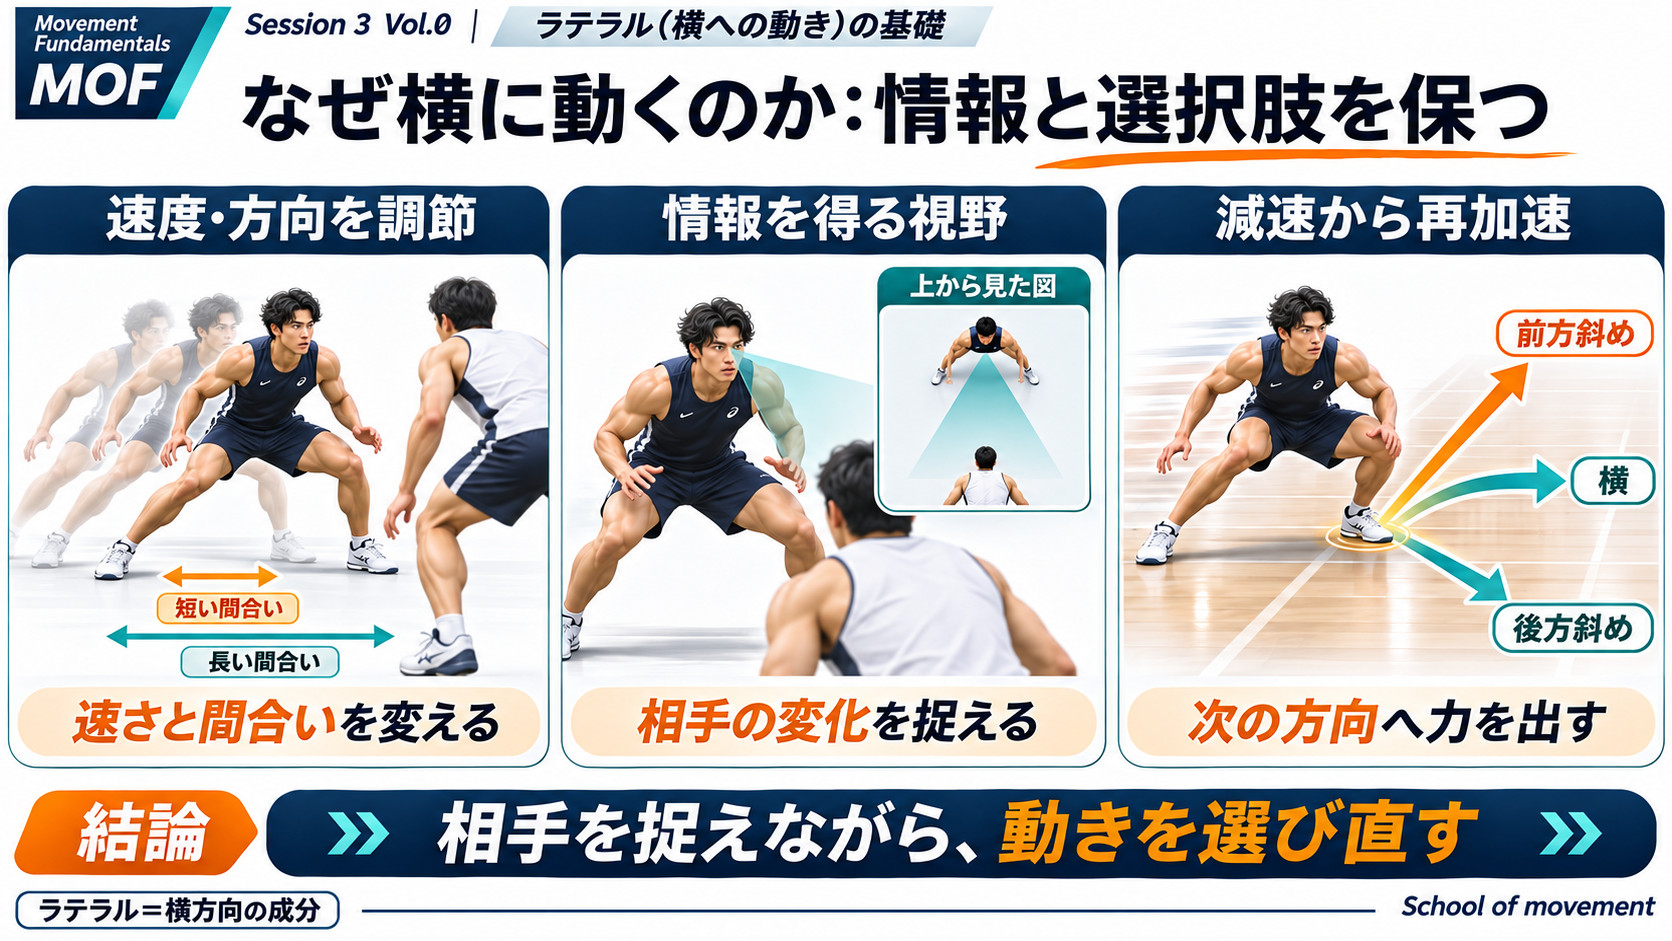 Movement
Fundamentals
MOF
Session 3 Vol.0
ラテラル(横への動き)の基礎
なぜ横に動くのか:情報と選択肢を保つ
速度・方向を調節
短い間合い
長い間合い
速さと間合いを変える
情報を得る視野
上から見た図
相手の変化を捉える
減速から再加速
前方斜め
横
後方斜め
次の方向へ力を出す
結論
相手を捉えながら、動きを選び直す
ラテラル=横方向の成分
School of movement